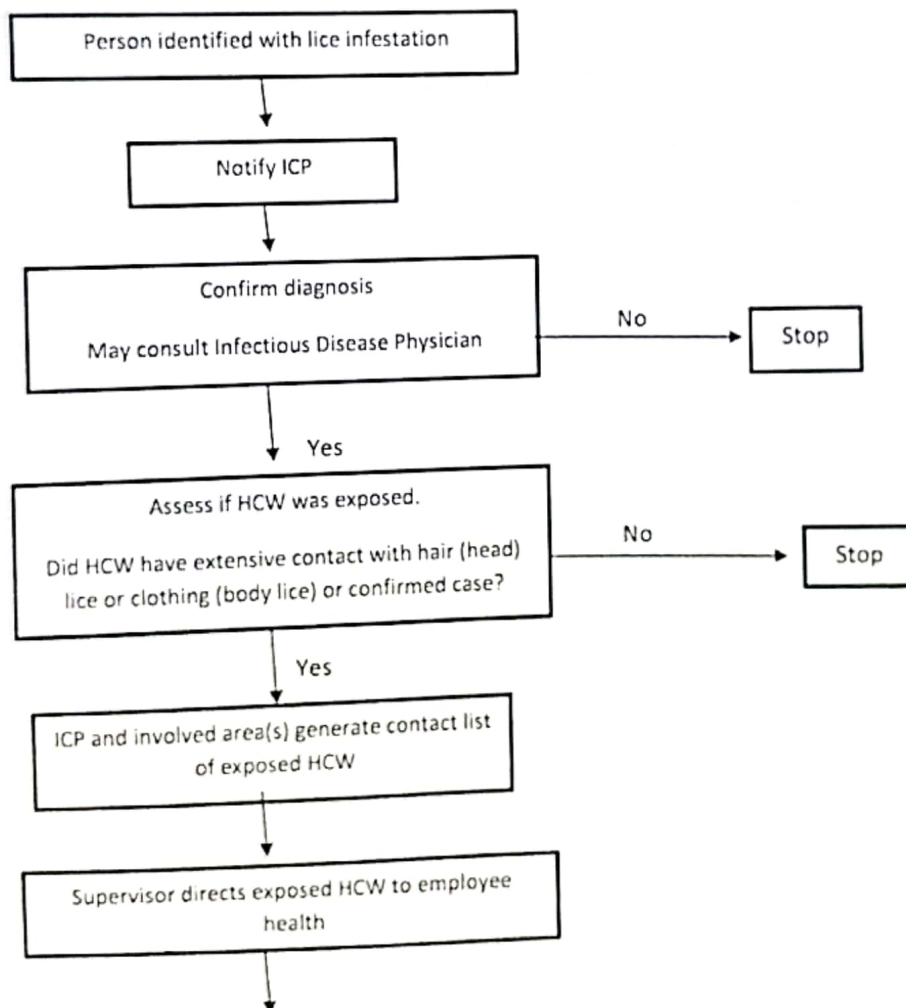 Person identified with lice infestation
Notify ICP
Confirm diagnosis
May consult Infectious Disease Physician
No
Stop
Yes
Assess if HCW was exposed.
Did HCW have extensive contact with hair (head)
lice or clothing (body lice) or confirmed case?
No
Stop
Yes
ICP and involved area(s) generate contact list
of exposed HCW
Supervisor directs exposed HCW to employee
health